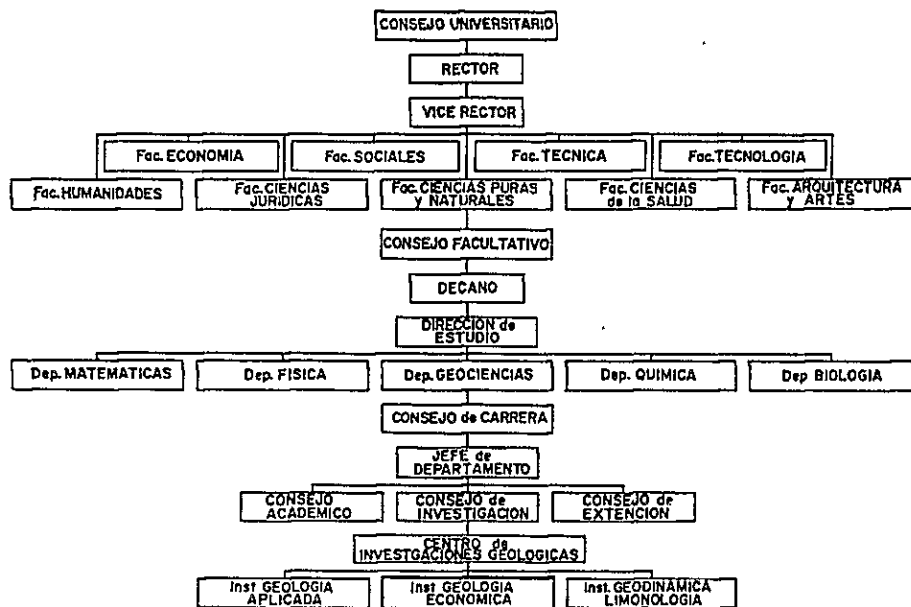 CONSEJO UNIVERSITARIO
RECTOR
VICE RECTOR
Fac. ECONOMIA
Fac. SOCIALES
Fac. TECNICA
Fac. TECNOLOGIA
Fac. HUMANIDADES
Fac. CIENCIAS
JURIDICAS
Fac. CIENCIAS PURAS
y NATURALES
Fac. CIENCIAS
de la SALUD
Fac. ARQUITECTURA
y ARTES
CONSEJO FACULTATIVO
DECANO
DIRECCION de
ESTUDIO
Dep. MATEMATICAS
Dep. FISICA
Dep. GEOCIENCIAS
Dep. QUIMICA
Dep BIOLOGIA
CONSEJO de CARRERA
JEFE de
DEPARTAMENTO
CONSEJO
ACADEMICO
CONSEJO de
INVESTIGACION
CONSEJO de
EXTENCION
CENTRO de
INVESTGACIONES GEOLOGICAS
Inst GEOLOGIA
APLICADA
Inst GEOLOGIA
ECONOMICA
Inst. GEODINAMICA
LIMONOLOGIA